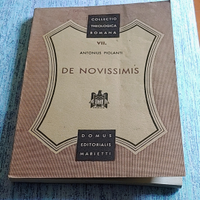 COLLECTIO
THEOLOGICA
ROMANA
VII.
ANTONIUS PIOLANTI
DE NOVISSIMIS
DOMUS
EDITORIALIS
MARIETTI